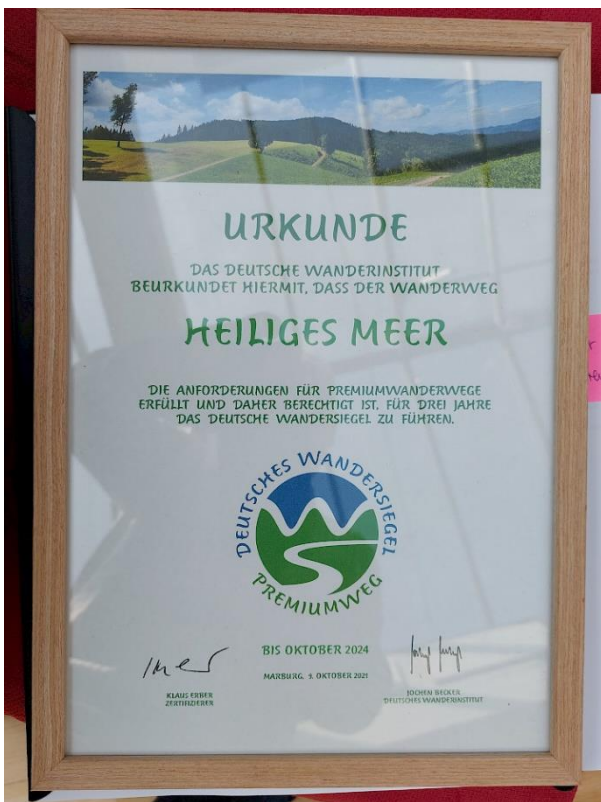 URKUNDE
DAS DEUTSCHE WANDERINSTITUT
BEURKUNDET HIERMIT, DASS DER WANDERWEG
HEILIGES MEER
DIE ANFORDERUNGEN FÜR PREMIUMWANDERWEGE
ERFÜLLT UND DAHER BERECHTIGT IST, FÜR DREI JAHRE
DAS DEUTSCHE WANDERSIEGEL ZU FÜHREN.
DEUTSCHES WANDERSIEGEL
PREMIUMWEG
BIS OKTOBER 2024
MARBURG, 9. OKTOBER 2021
KLAUS ERBER
ZERTIFIZIERER
JOCHEN BECKER
DEUTSCHES WANDERINSTITUT